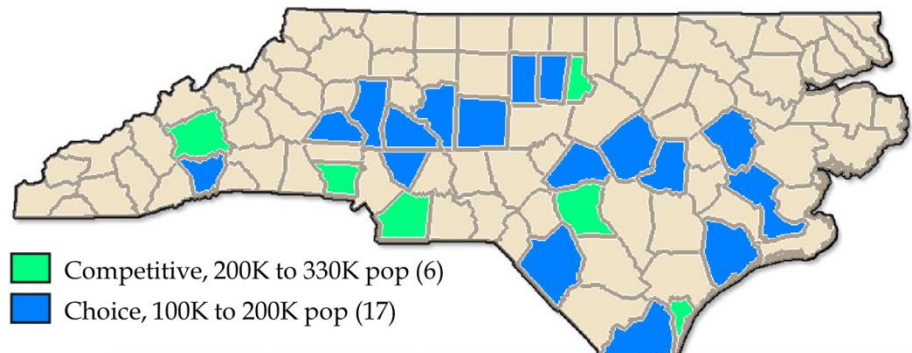 Competitive, 200K to 330K pop (6)
Choice, 100K to 200K pop (17)